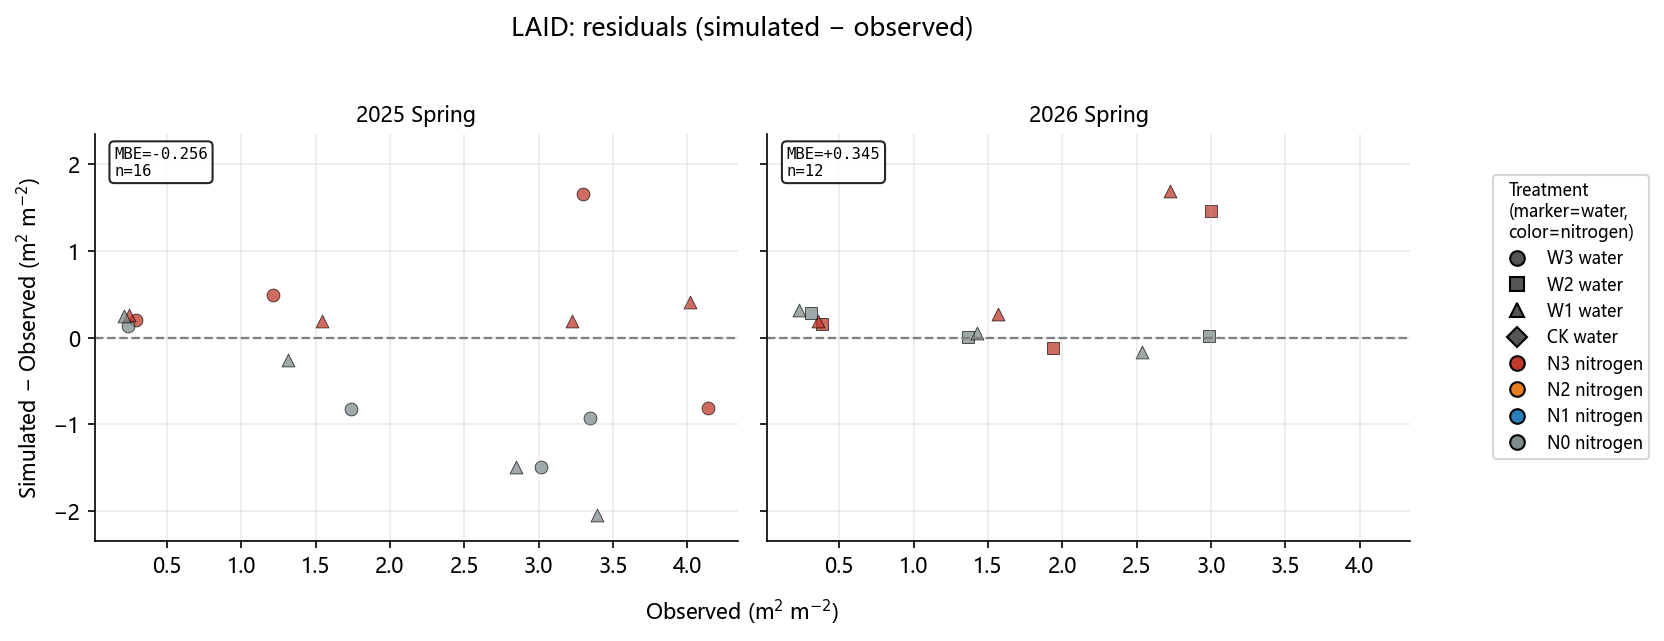 LAID: residuals (simulated − observed)
2025 Spring
2026 Spring
MBE=-0.256
n=16
MBE=+0.345
n=12
Simulated − Observed (m² m⁻²)
2
1
0
−1
−2
0.5 1.0 1.5 2.0 2.5 3.0 3.5 4.0
0.5 1.0 1.5 2.0 2.5 3.0 3.5 4.0
Observed (m² m⁻²)
Treatment
(marker=water,
color=nitrogen)
W3 water
W2 water
W1 water
CK water
N3 nitrogen
N2 nitrogen
N1 nitrogen
N0 nitrogen